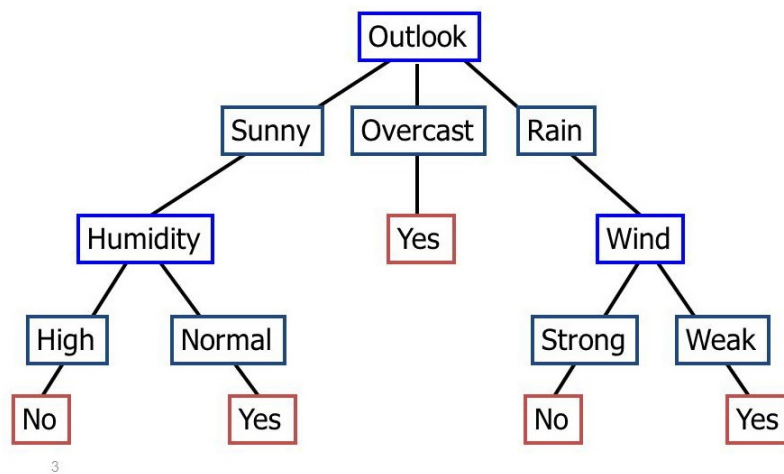 Outlook
Sunny Overcast Rain
Humidity Yes Wind
High Normal Strong Weak
No Yes No Yes
3